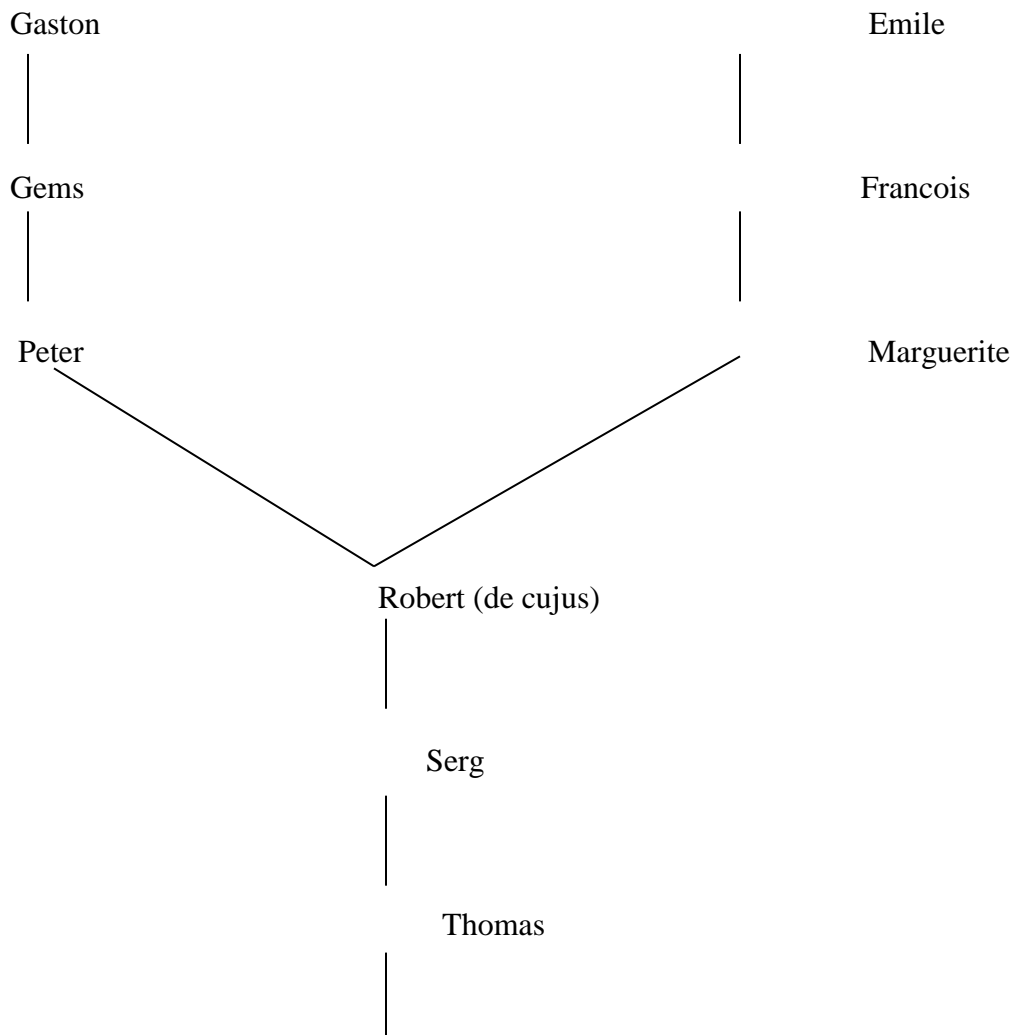 Gaston Emile
Gems Francois
Peter Marguerite
Robert (de cujus)
Serg
Thomas